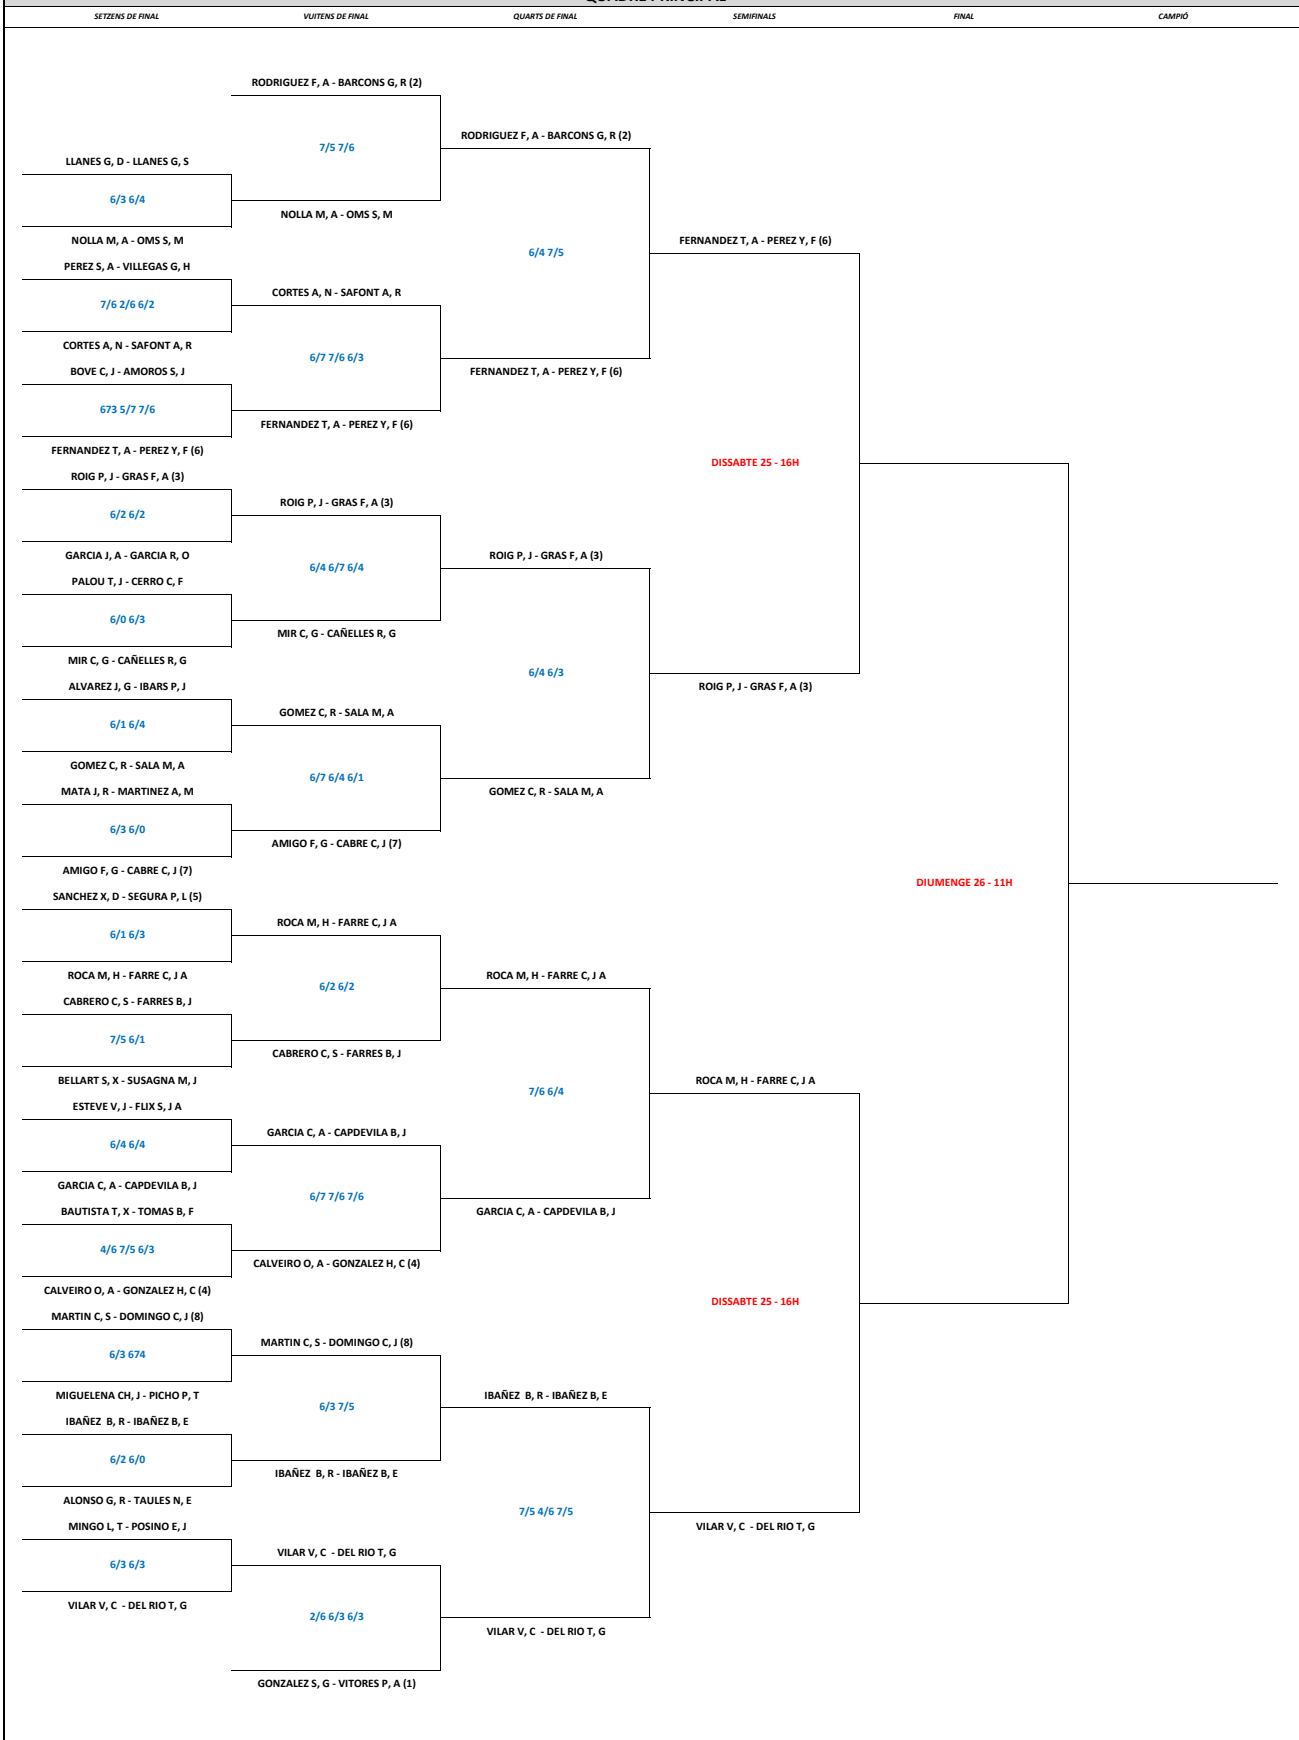 QUADRE PRINCIPAL
SETZENS DE FINAL VUITENS DE FINAL QUARTS DE FINAL SEMIFINALS FINAL CAMPIÓ
RODRIGUEZ F, A - BARCONS G, R (2)
RODRIGUEZ F, A - BARCONS G, R (2)
7/5 7/6
LLANES G, D - LLANES G, S
6/3 6/4
NOLLA M, A - OMS S, M
NOLLA M, A - OMS S, M
FERNANDEZ T, A - PEREZ Y, F (6)
6/4 7/5
PEREZ S, A - VILLEGAS G, H
CORTES A, N - SAFONT A, R
7/6 2/6 6/2
CORTES A, N - SAFONT A, R
6/7 7/6 6/3
BOVE C, J - AMOROS S, J
FERNANDEZ T, A - PEREZ Y, F (6)
673 5/7 7/6
FERNANDEZ T, A - PEREZ Y, F (6)
FERNANDEZ T, A - PEREZ Y, F (6)
DISSABTE 25 - 16H
ROIG P, J - GRAS F, A (3)
ROIG P, J - GRAS F, A (3)
6/2 6/2
GARCIA J, A - GARCIA R, O
ROIG P, J - GRAS F, A (3)
6/4 6/7 6/4
PALOU T, J - CERRO C, F
6/0 6/3
MIR C, G - CAÑELLES R, G
MIR C, G - CAÑELLES R, G
6/4 6/3
ALVAREZ J, G - IBARS P, J
ROIG P, J - GRAS F, A (3)
GOMEZ C, R - SALA M, A
6/1 6/4
GOMEZ C, R - SALA M, A
6/7 6/4 6/1
MATA J, R - MARTINEZ A, M
GOMEZ C, R - SALA M, A
6/3 6/0
AMIGO F, G - CABRE C, J (7)
AMIGO F, G - CABRE C, J (7)
DIUMENGE 26 - 11H
SANCHEZ X, D - SEGURA P, L (5)
ROCA M, H - FARRE C, J A
6/1 6/3
ROCA M, H - FARRE C, J A
ROCA M, H - FARRE C, J A
6/2 6/2
CABRERO C, S - FARRES B, J
7/5 6/1
CABRERO C, S - FARRES B, J
BELLART S, X - SUSAGNA M, J
ROCA M, H - FARRE C, J A
7/6 6/4
ESTEVE V, J - FLIX S, J A
GARCIA C, A - CAPDEVILA B, J
6/4 6/4
GARCIA C, A - CAPDEVILA B, J
6/7 7/6 7/6
BAUTISTA T, X - TOMAS B, F
GARCIA C, A - CAPDEVILA B, J
4/6 7/5 6/3
CALVEIRO O, A - GONZALEZ H, C (4)
CALVEIRO O, A - GONZALEZ H, C (4)
DISSABTE 25 - 16H
MARTIN C, S - DOMINGO C, J (8)
MARTIN C, S - DOMINGO C, J (8)
6/3 674
MIGUELENA CH, J - PICHO P, T
IBAÑEZ  B, R - IBAÑEZ B, E
6/3 7/5
IBAÑEZ  B, R - IBAÑEZ B, E
6/2 6/0
IBAÑEZ  B, R - IBAÑEZ B, E
ALONSO G, R - TAULES N, E
7/5 4/6 7/5
MINGO L, T - POSINO E, J
VILAR V, C  - DEL RIO T, G
VILAR V, C  - DEL RIO T, G
6/3 6/3
VILAR V, C  - DEL RIO T, G
2/6 6/3 6/3
VILAR V, C  - DEL RIO T, G
GONZALEZ S, G - VITORES P, A (1)